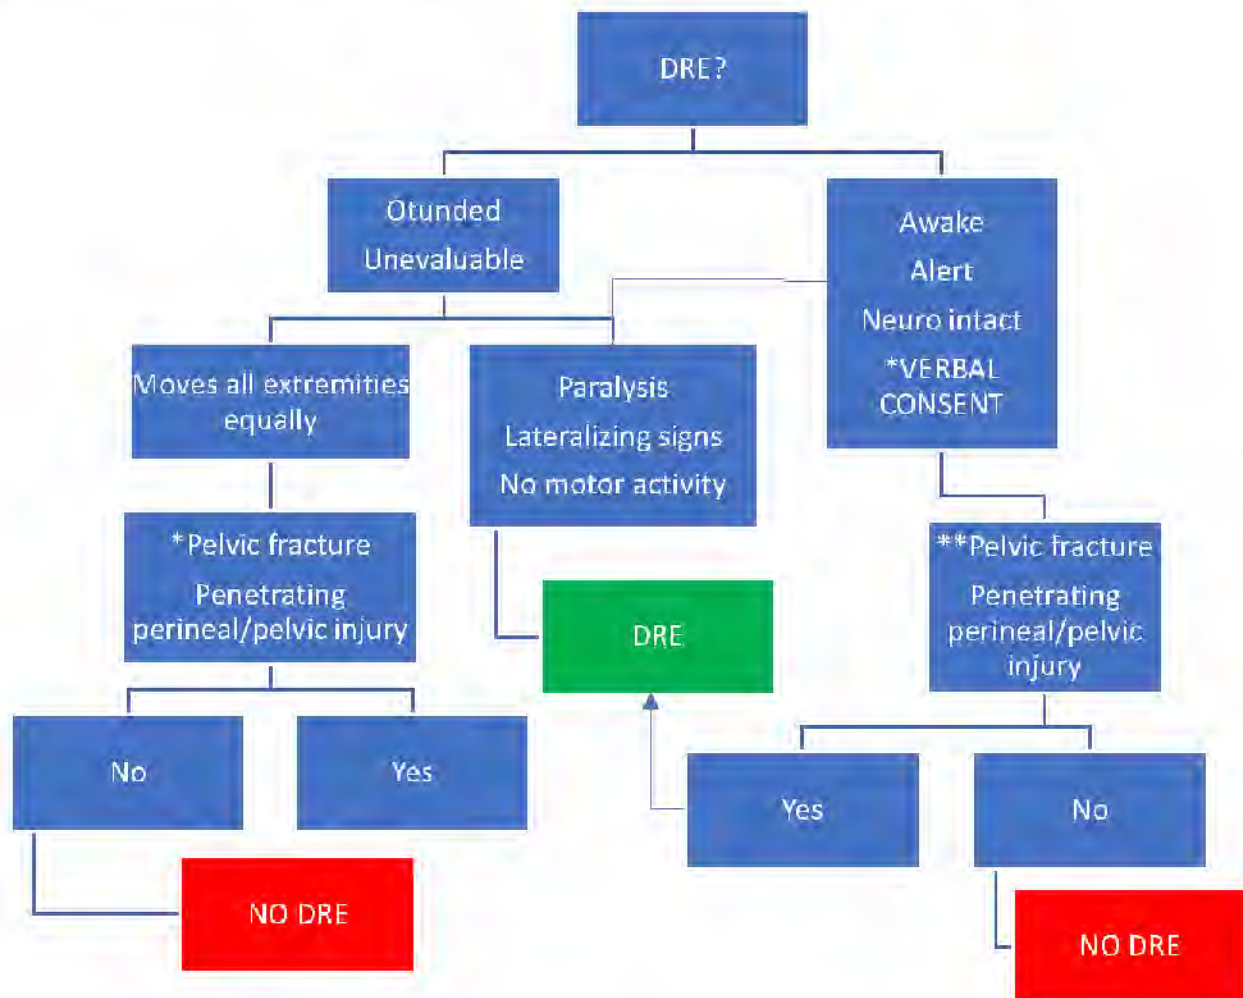 DRE?
Otunded
Unevaluable
Awake
Alert
Neuro intact
*VERBAL
CONSENT
Moves all extremities
equally
Paralysis
Lateralizing signs
No motor activity
*Pelvic fracture
Penetrating
perineal/pelvic injury
**Pelvic fracture
Penetrating
perineal/pelvic
injury
DRE
No
Yes
Yes
No
NO DRE
NO DRE